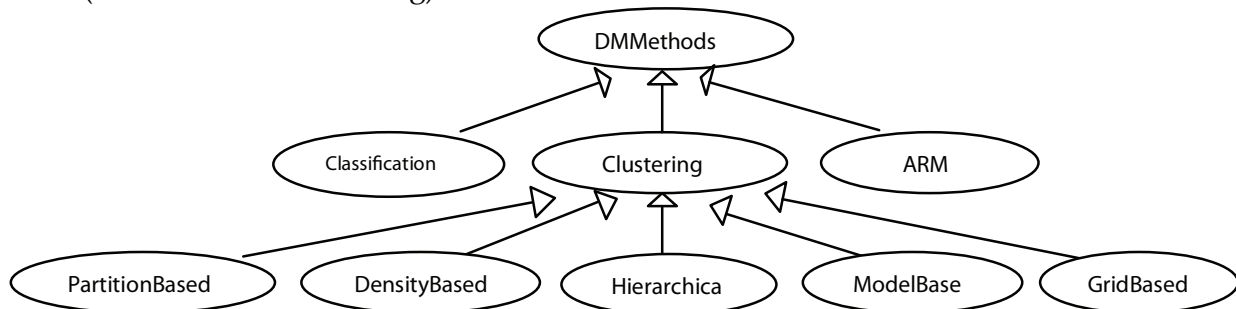 DMMethods
Classification
Clustering
ARM
PartitionBased
DensityBased
Hierarchica
ModelBase
GridBased